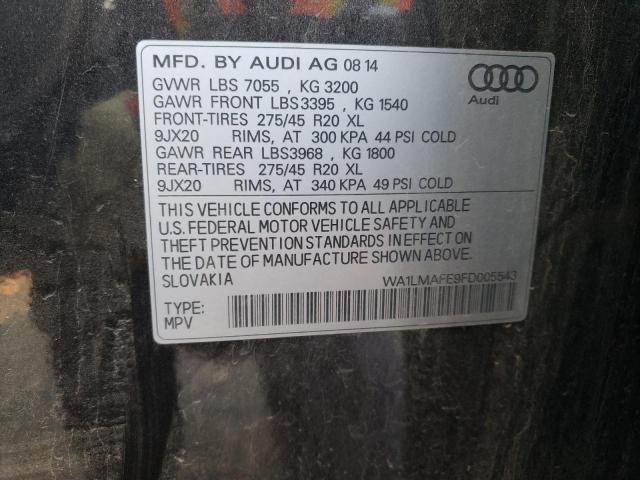 MFD. BY AUDI AG 08 14
GVWR LBS 7055 , KG 3200
GAWR FRONT LBS3395 , KG 1540
FRONT-TIRES 275/45 R20 XL
9JX20 RIMS, AT 300 KPA 44 PSI COLD
GAWR REAR LBS3968 , KG 1800
REAR-TIRES 275/45 R20 XL
9JX20 RIMS, AT 340 KPA 49 PSI COLD
Audi
THIS VEHICLE CONFORMS TO ALL APPLICABLE
U.S. FEDERAL MOTOR VEHICLE SAFETY AND
THEFT PREVENTION STANDARDS IN EFFECT ON
THE DATE OF MANUFACTURE SHOWN ABOVE.
SLOVAKIA WA1LMAFE9FD005543
TYPE:
MPV